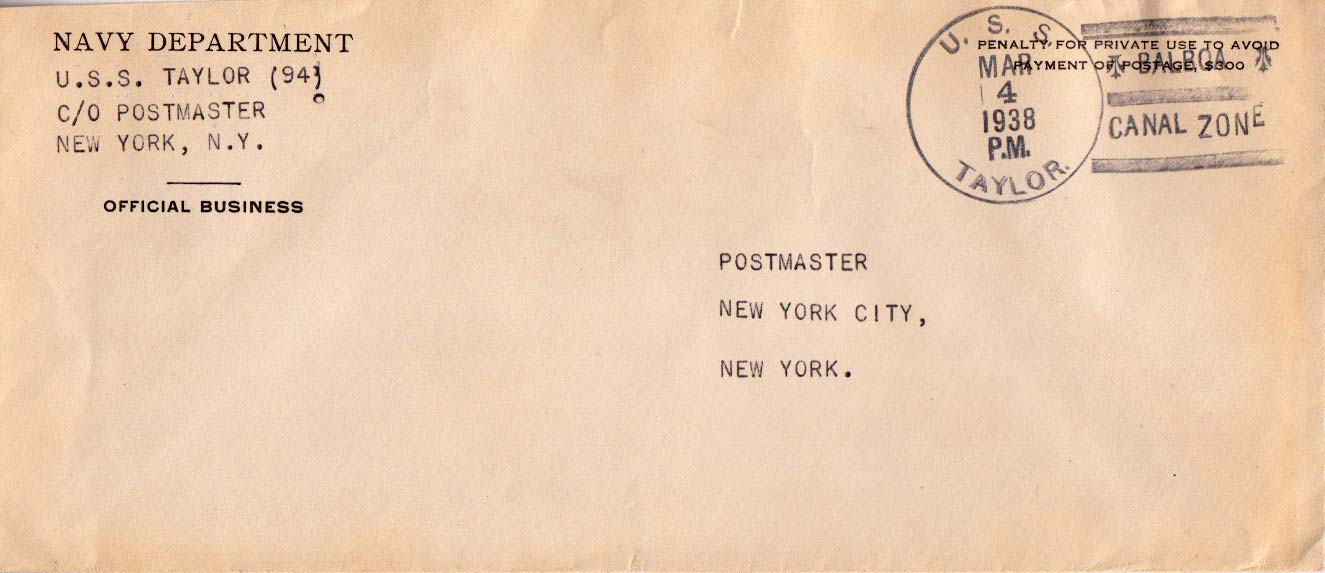 NAVY DEPARTMENT
U.S.S. TAYLOR (94)
C/O POSTMASTER
NEW YORK, N.Y.
OFFICIAL BUSINESS
U. S. S.
MAR
4
1938
P.M.
TAYLOR.
PENALTY FOR PRIVATE USE TO AVOID
PAYMENT OF POSTAGE, $300
BALBOA
CANAL ZONE
POSTMASTER
NEW YORK CITY,
NEW YORK.